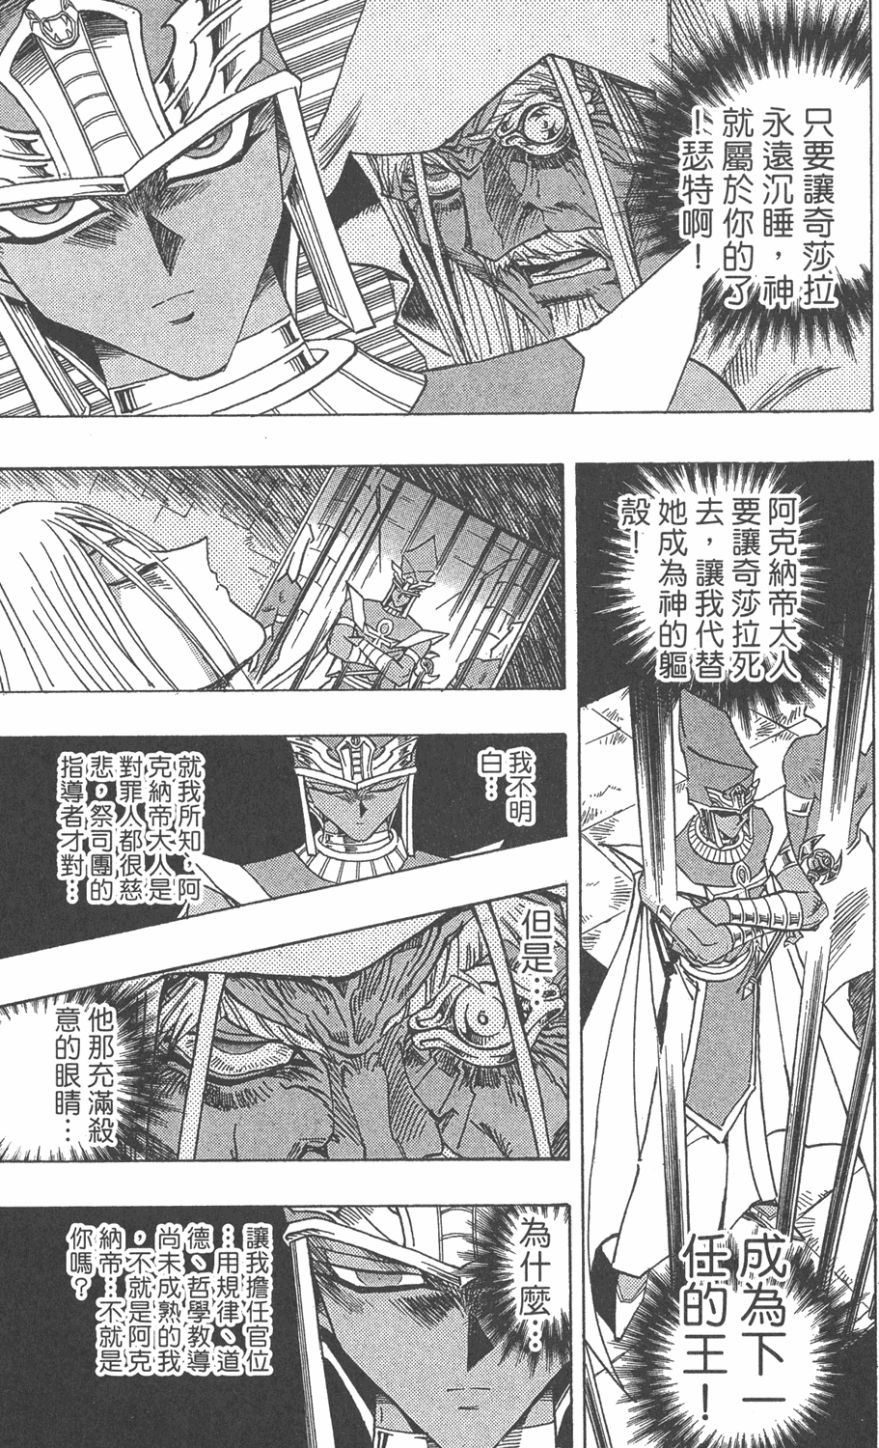 只要讓奇莎拉
永遠沉睡，神
就屬於你的了
！瑟特啊！
阿克納帝大人
要讓奇莎拉死
去，讓我代替
她成為神的軀
殼！
成為下一
任的王！
我不明
白…
就我所知，阿
克納帝大人是
對罪人都很慈
悲，祭司團的
指導者才對…
但是…
他那充滿殺
意的眼睛…
為什麼…
讓我擔任官位
…用規律、道
德、哲學教導
尚未成熟的我
，不就是阿克
納帝…不就是
你嗎？